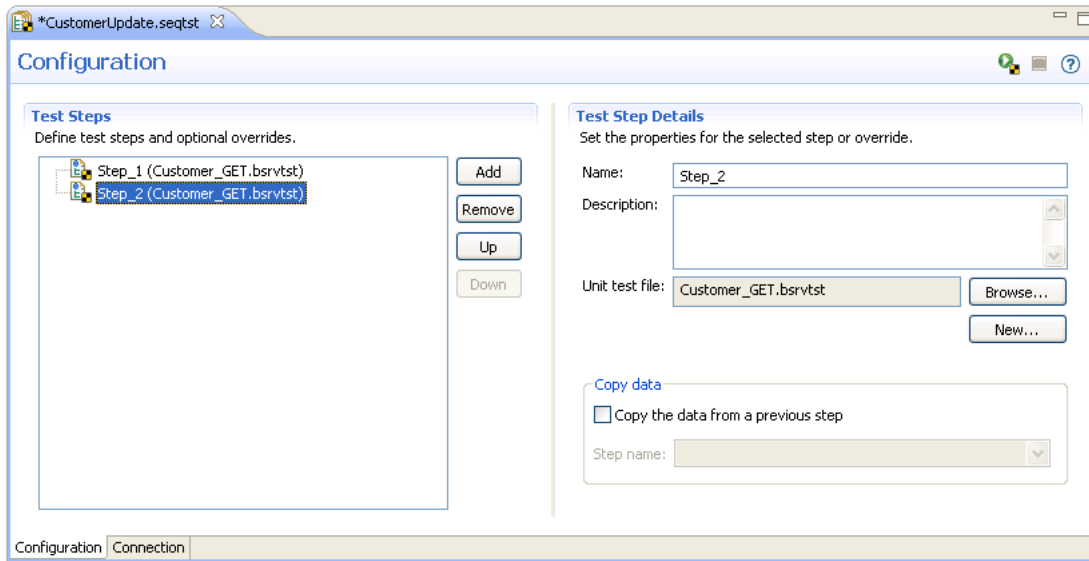 *CustomerUpdate.seqtst
Configuration
Test Steps
Define test steps and optional overrides.
Step_1 (Customer_GET.bsrvtst)
Step_2 (Customer_GET.bsrvtst)
Add
Remove
Up
Down
Test Step Details
Set the properties for the selected step or override.
Name: Step_2
Description:
Unit test file: Customer_GET.bsrvtst Browse...
New...
Copy data
Copy the data from a previous step
Step name:
Configuration Connection